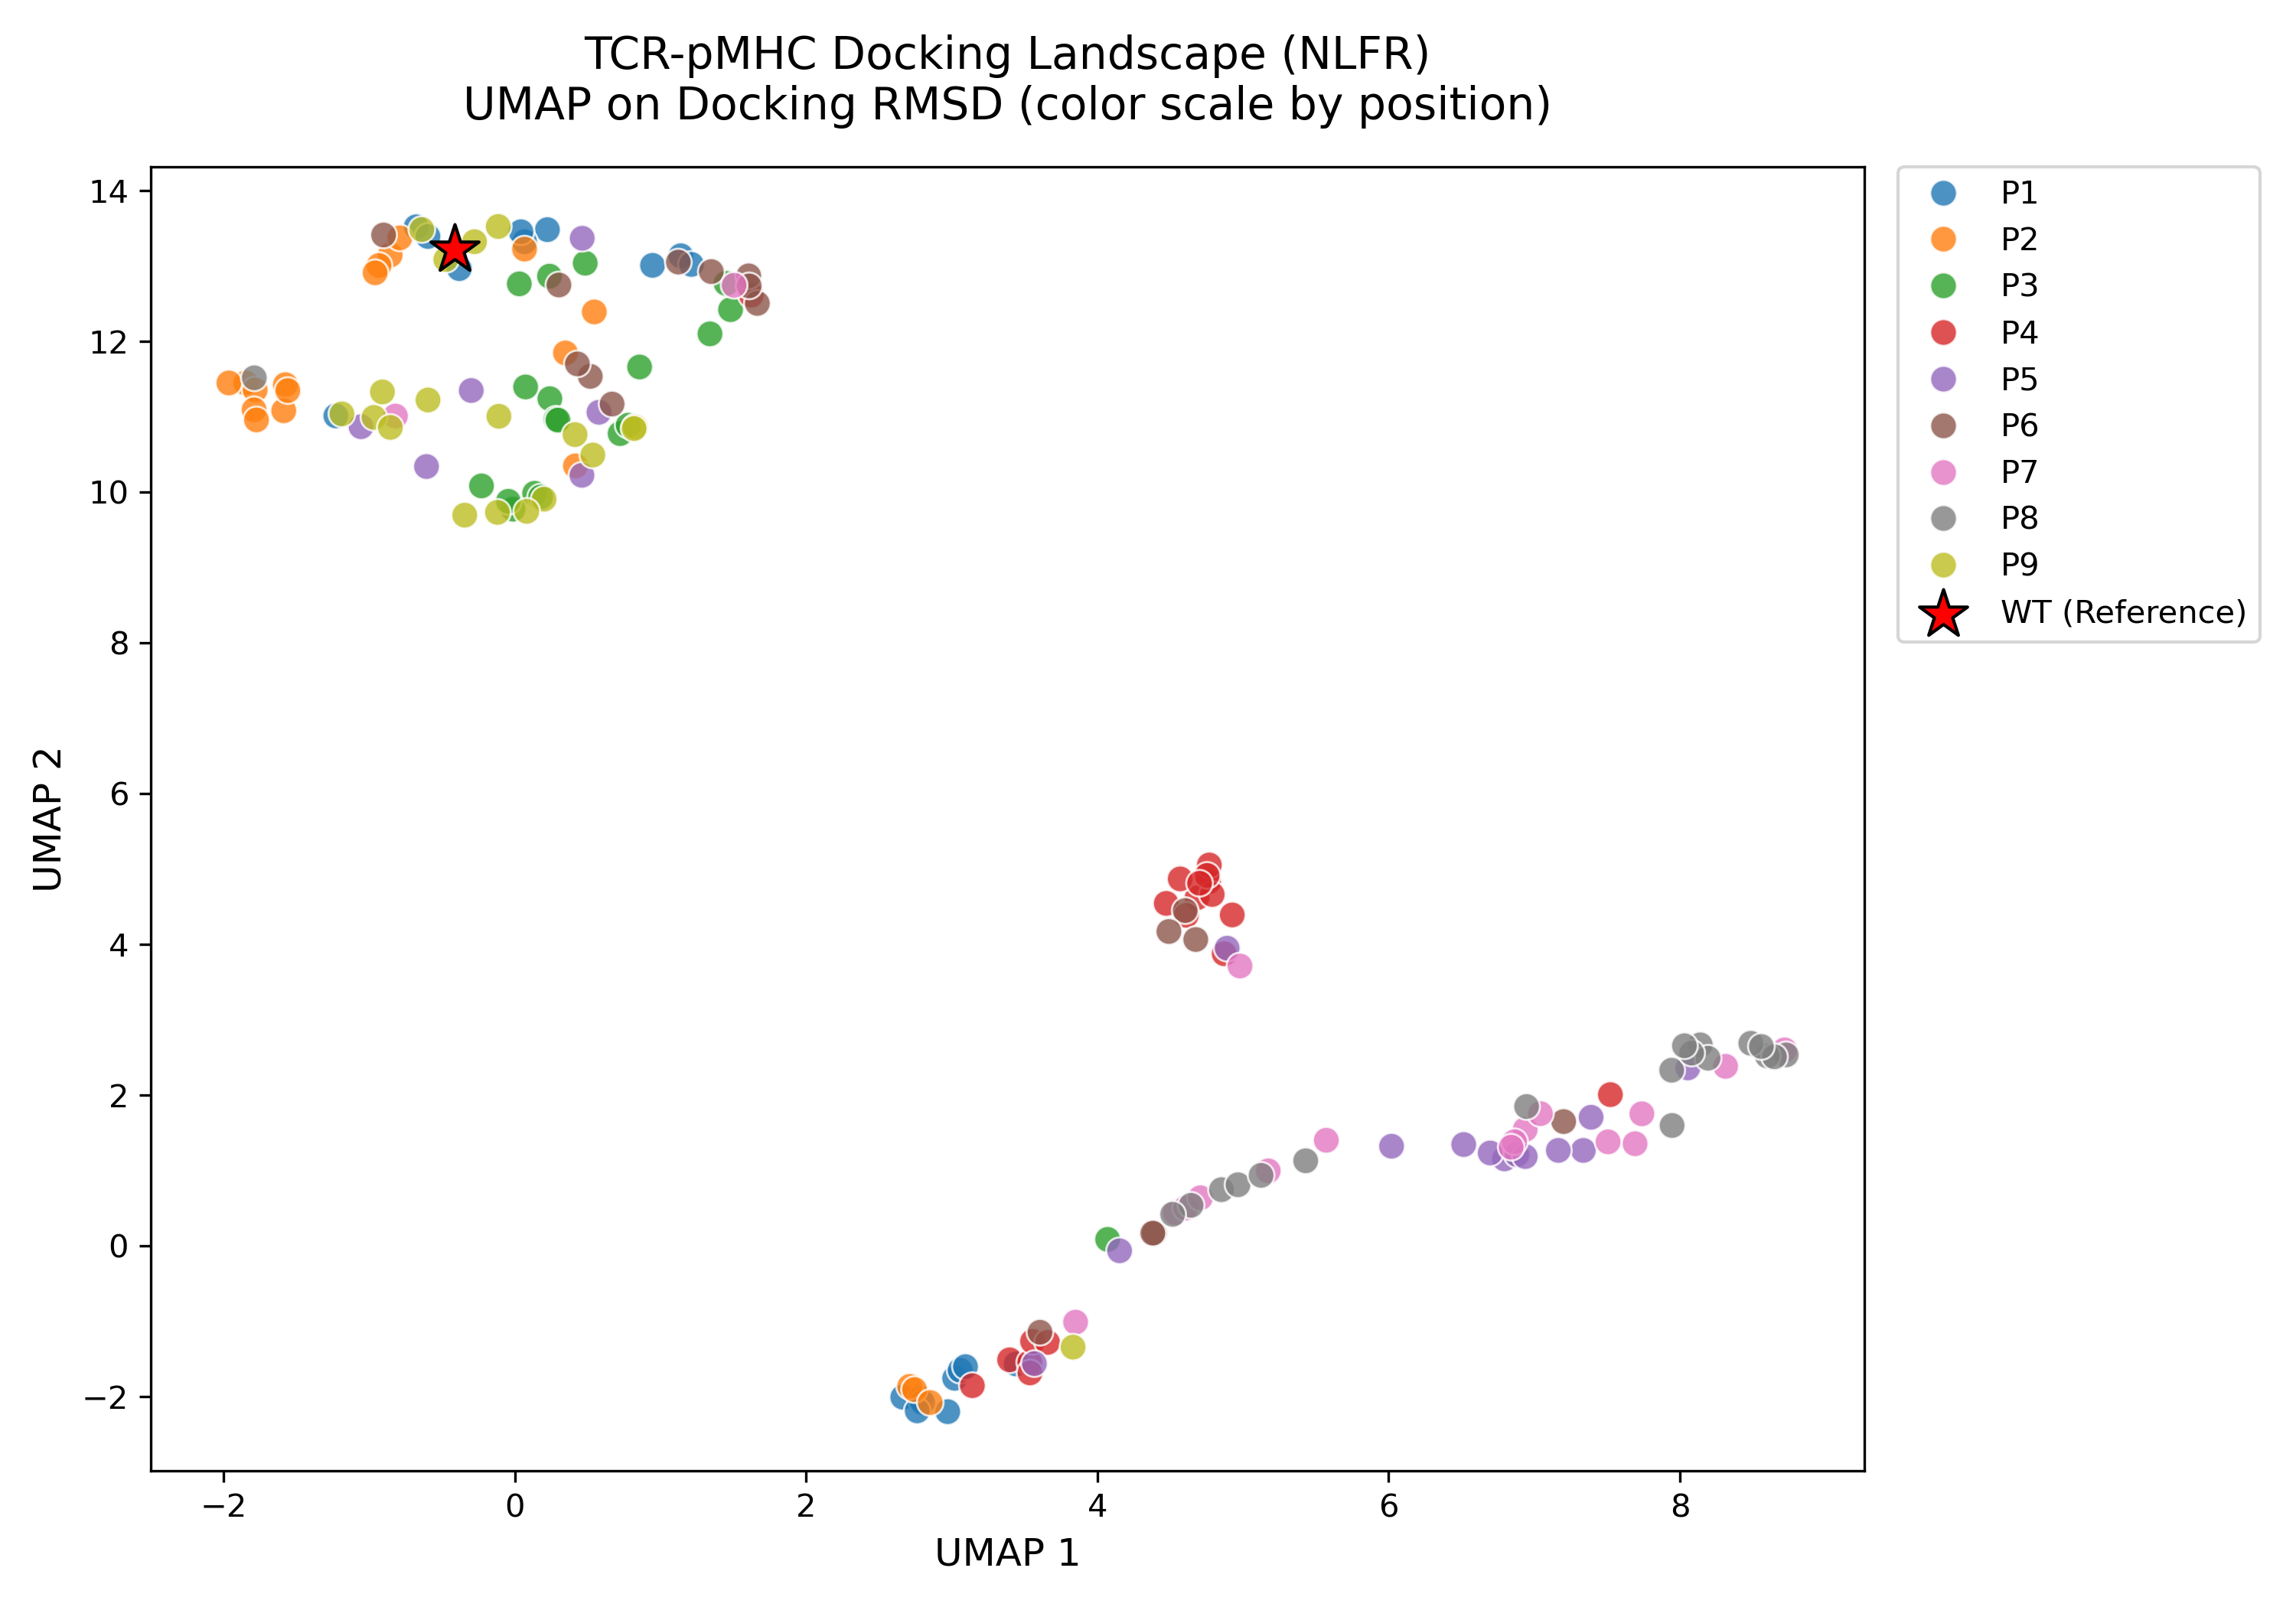 TCR-pMHC Docking Landscape (NLFR)
UMAP on Docking RMSD (color scale by position)
14
12
10
8
6
4
2
0
−2
UMAP 2
−2
0
2
4
6
8
UMAP 1
P1
P2
P3
P4
P5
P6
P7
P8
P9
WT (Reference)